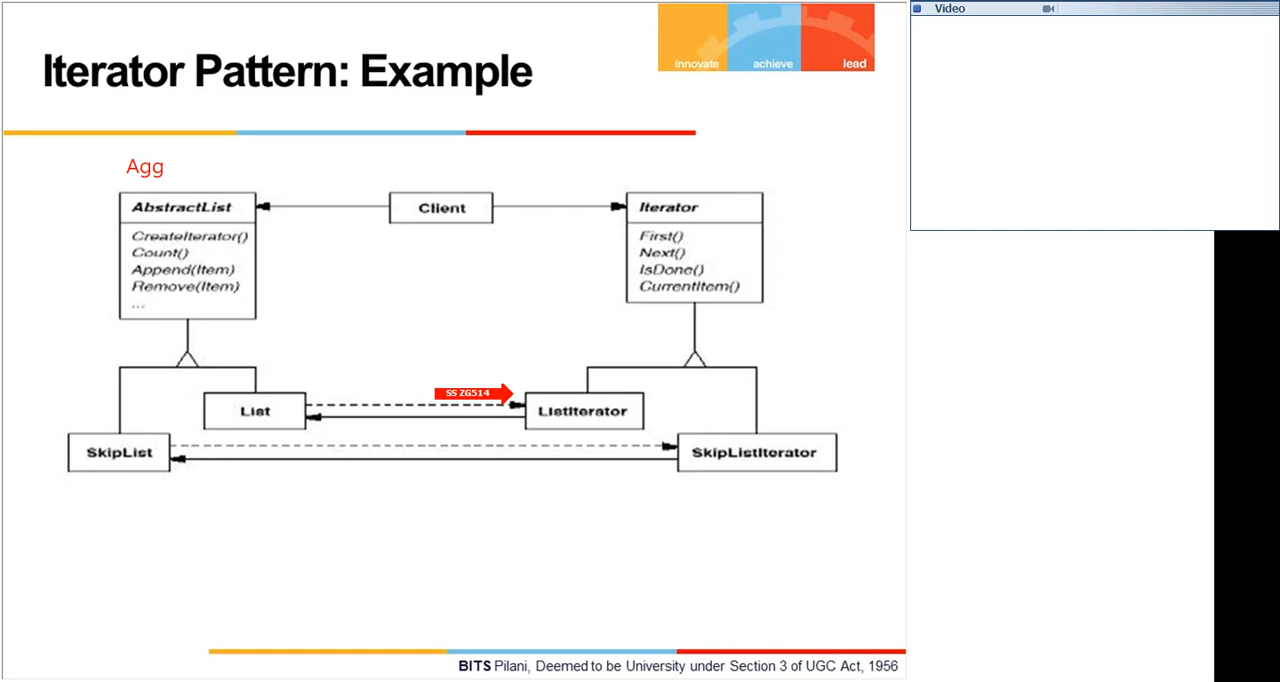 Video
innovate achieve lead
Iterator Pattern: Example
Agg
AbstractList
CreateIterator()
Count()
Append(Item)
Remove(Item)
...
Client
Iterator
First()
Next()
IsDone()
CurrentItem()
SS ZG514
List
ListIterator
SkipList
SkipListIterator
BITS Pilani, Deemed to be University under Section 3 of UGC Act, 1956